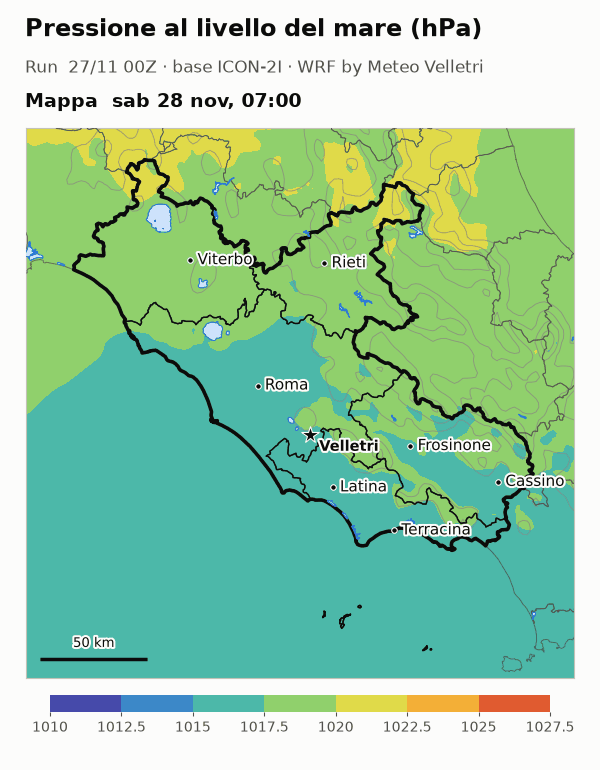 Pressione al livello del mare (hPa)
Run  27/11 00Z · base ICON-2I · WRF by Meteo Velletri
Mappa  sab 28 nov, 07:00
Viterbo
Rieti
Roma
Velletri
Frosinone
Cassino
Latina
Terracina
50 km
1010 1012.5 1015 1017.5 1020 1022.5 1025 1027.5